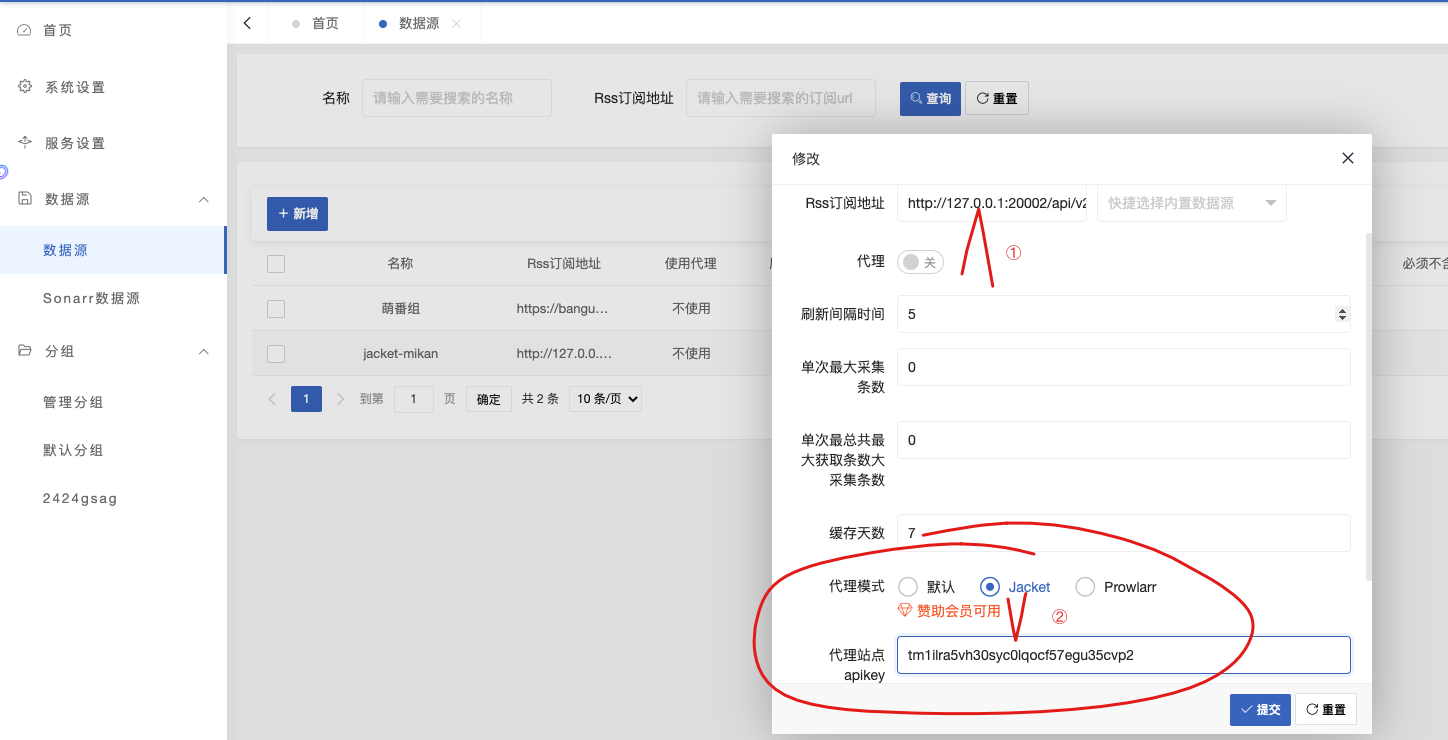 首页
系统设置
服务设置
数据源
数据源
Sonarr数据源
分组
管理分组
默认分组
2424gsag
首页
数据源
名称
请输入需要搜索的名称
Rss订阅地址
请输入需要搜索的订阅url
查询
重置
新增
名称
Rss订阅地址
使用代理
必须不含
萌番组
https://bangu…
不使用
jacket-mikan
http://127.0.0.…
不使用
1
到第
1
页
确定
共 2 条
10 条/页
修改
Rss订阅地址
http://127.0.0.1:20002/api/v2
快捷选择内置数据源
代理
关
①
刷新间隔时间
5
单次最大采集
条数
0
单次最总共最
大获取条数大
采集条数
0
缓存天数
7
代理模式
默认
Jacket
Prowlarr
赞助会员可用
②
代理站点
apikey
tm1ilra5vh30syc0lqocf57egu35cvp2
提交
重置